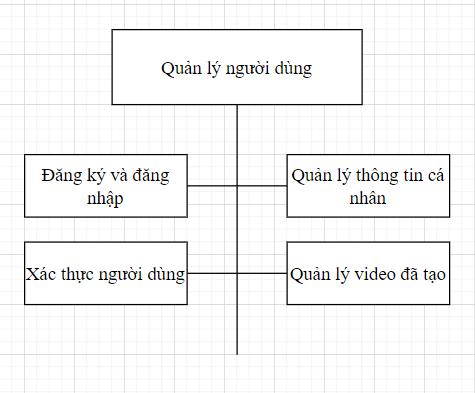 Quản lý người dùng
Đăng ký và đăng
nhập
Quản lý thông tin cá
nhân
Xác thực người dùng
Quản lý video đã tạo